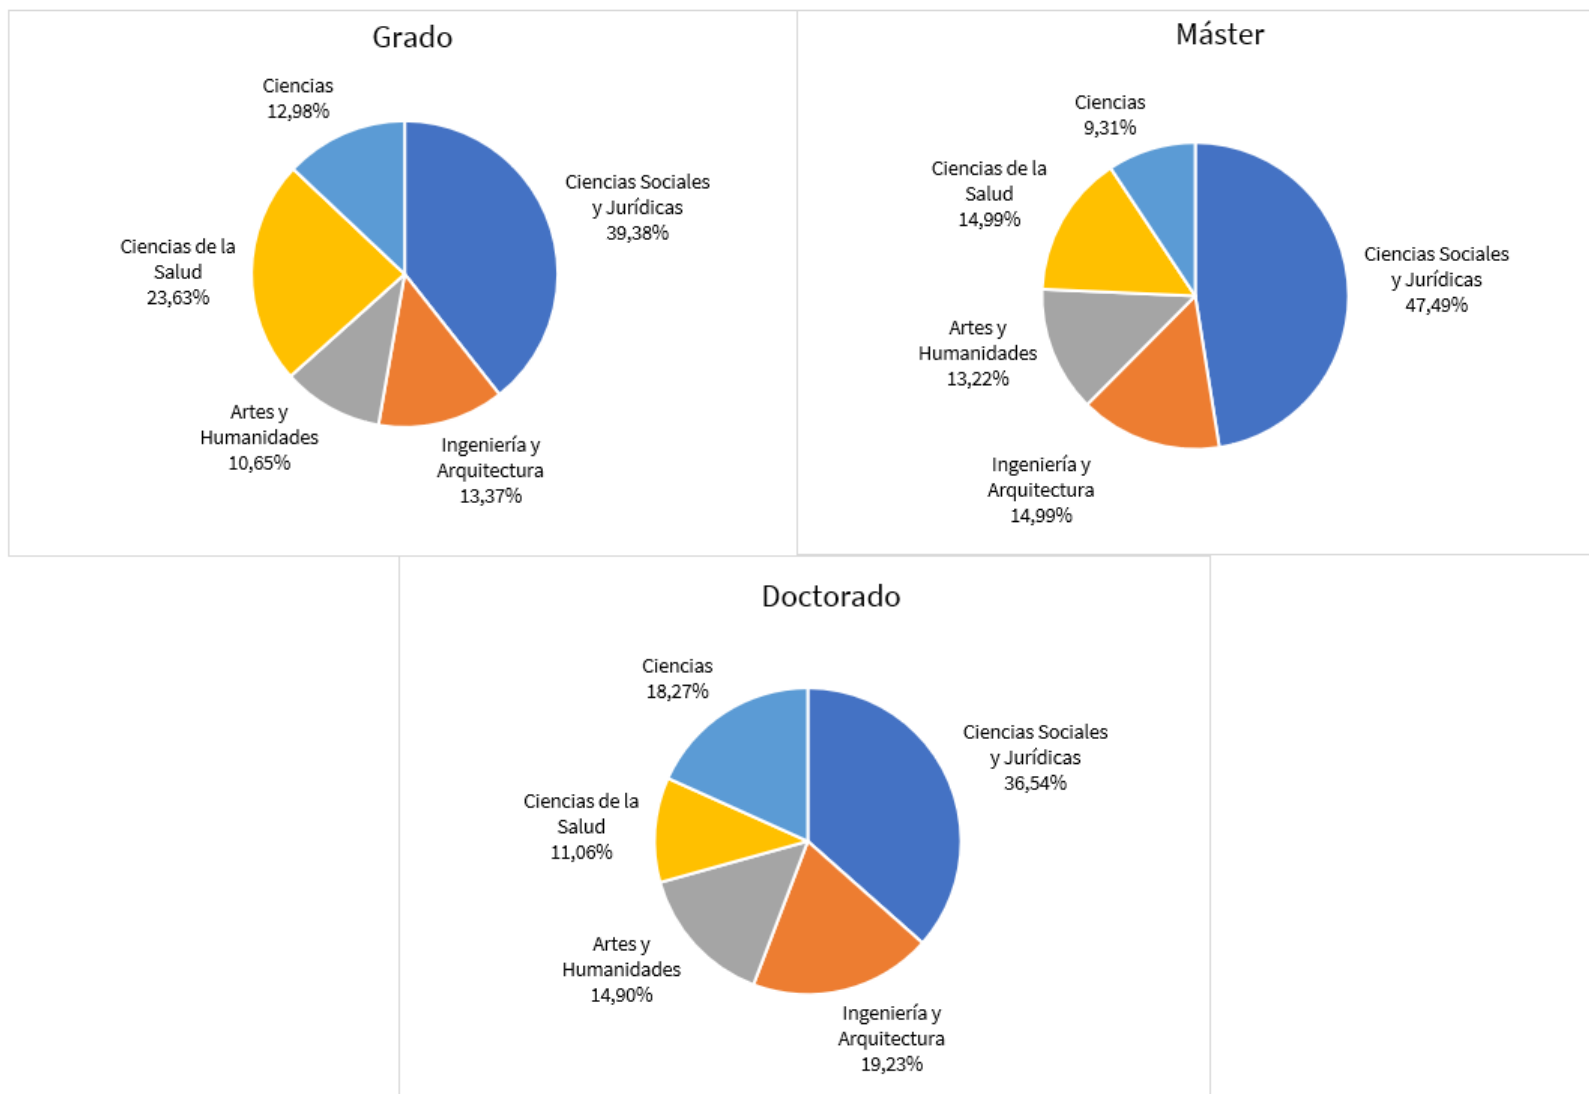 Grado
Ciencias
12,98%
Ciencias Sociales
y Jurídicas
39,38%
Ciencias de la
Salud
23,63%
Artes y
Humanidades
10,65%
Ingeniería y
Arquitectura
13,37%
Máster
Ciencias
9,31%
Ciencias de la
Salud
14,99%
Ciencias Sociales
y Jurídicas
47,49%
Artes y
Humanidades
13,22%
Ingeniería y
Arquitectura
14,99%
Doctorado
Ciencias
18,27%
Ciencias Sociales
y Jurídicas
36,54%
Ciencias de la
Salud
11,06%
Artes y
Humanidades
14,90%
Ingeniería y
Arquitectura
19,23%